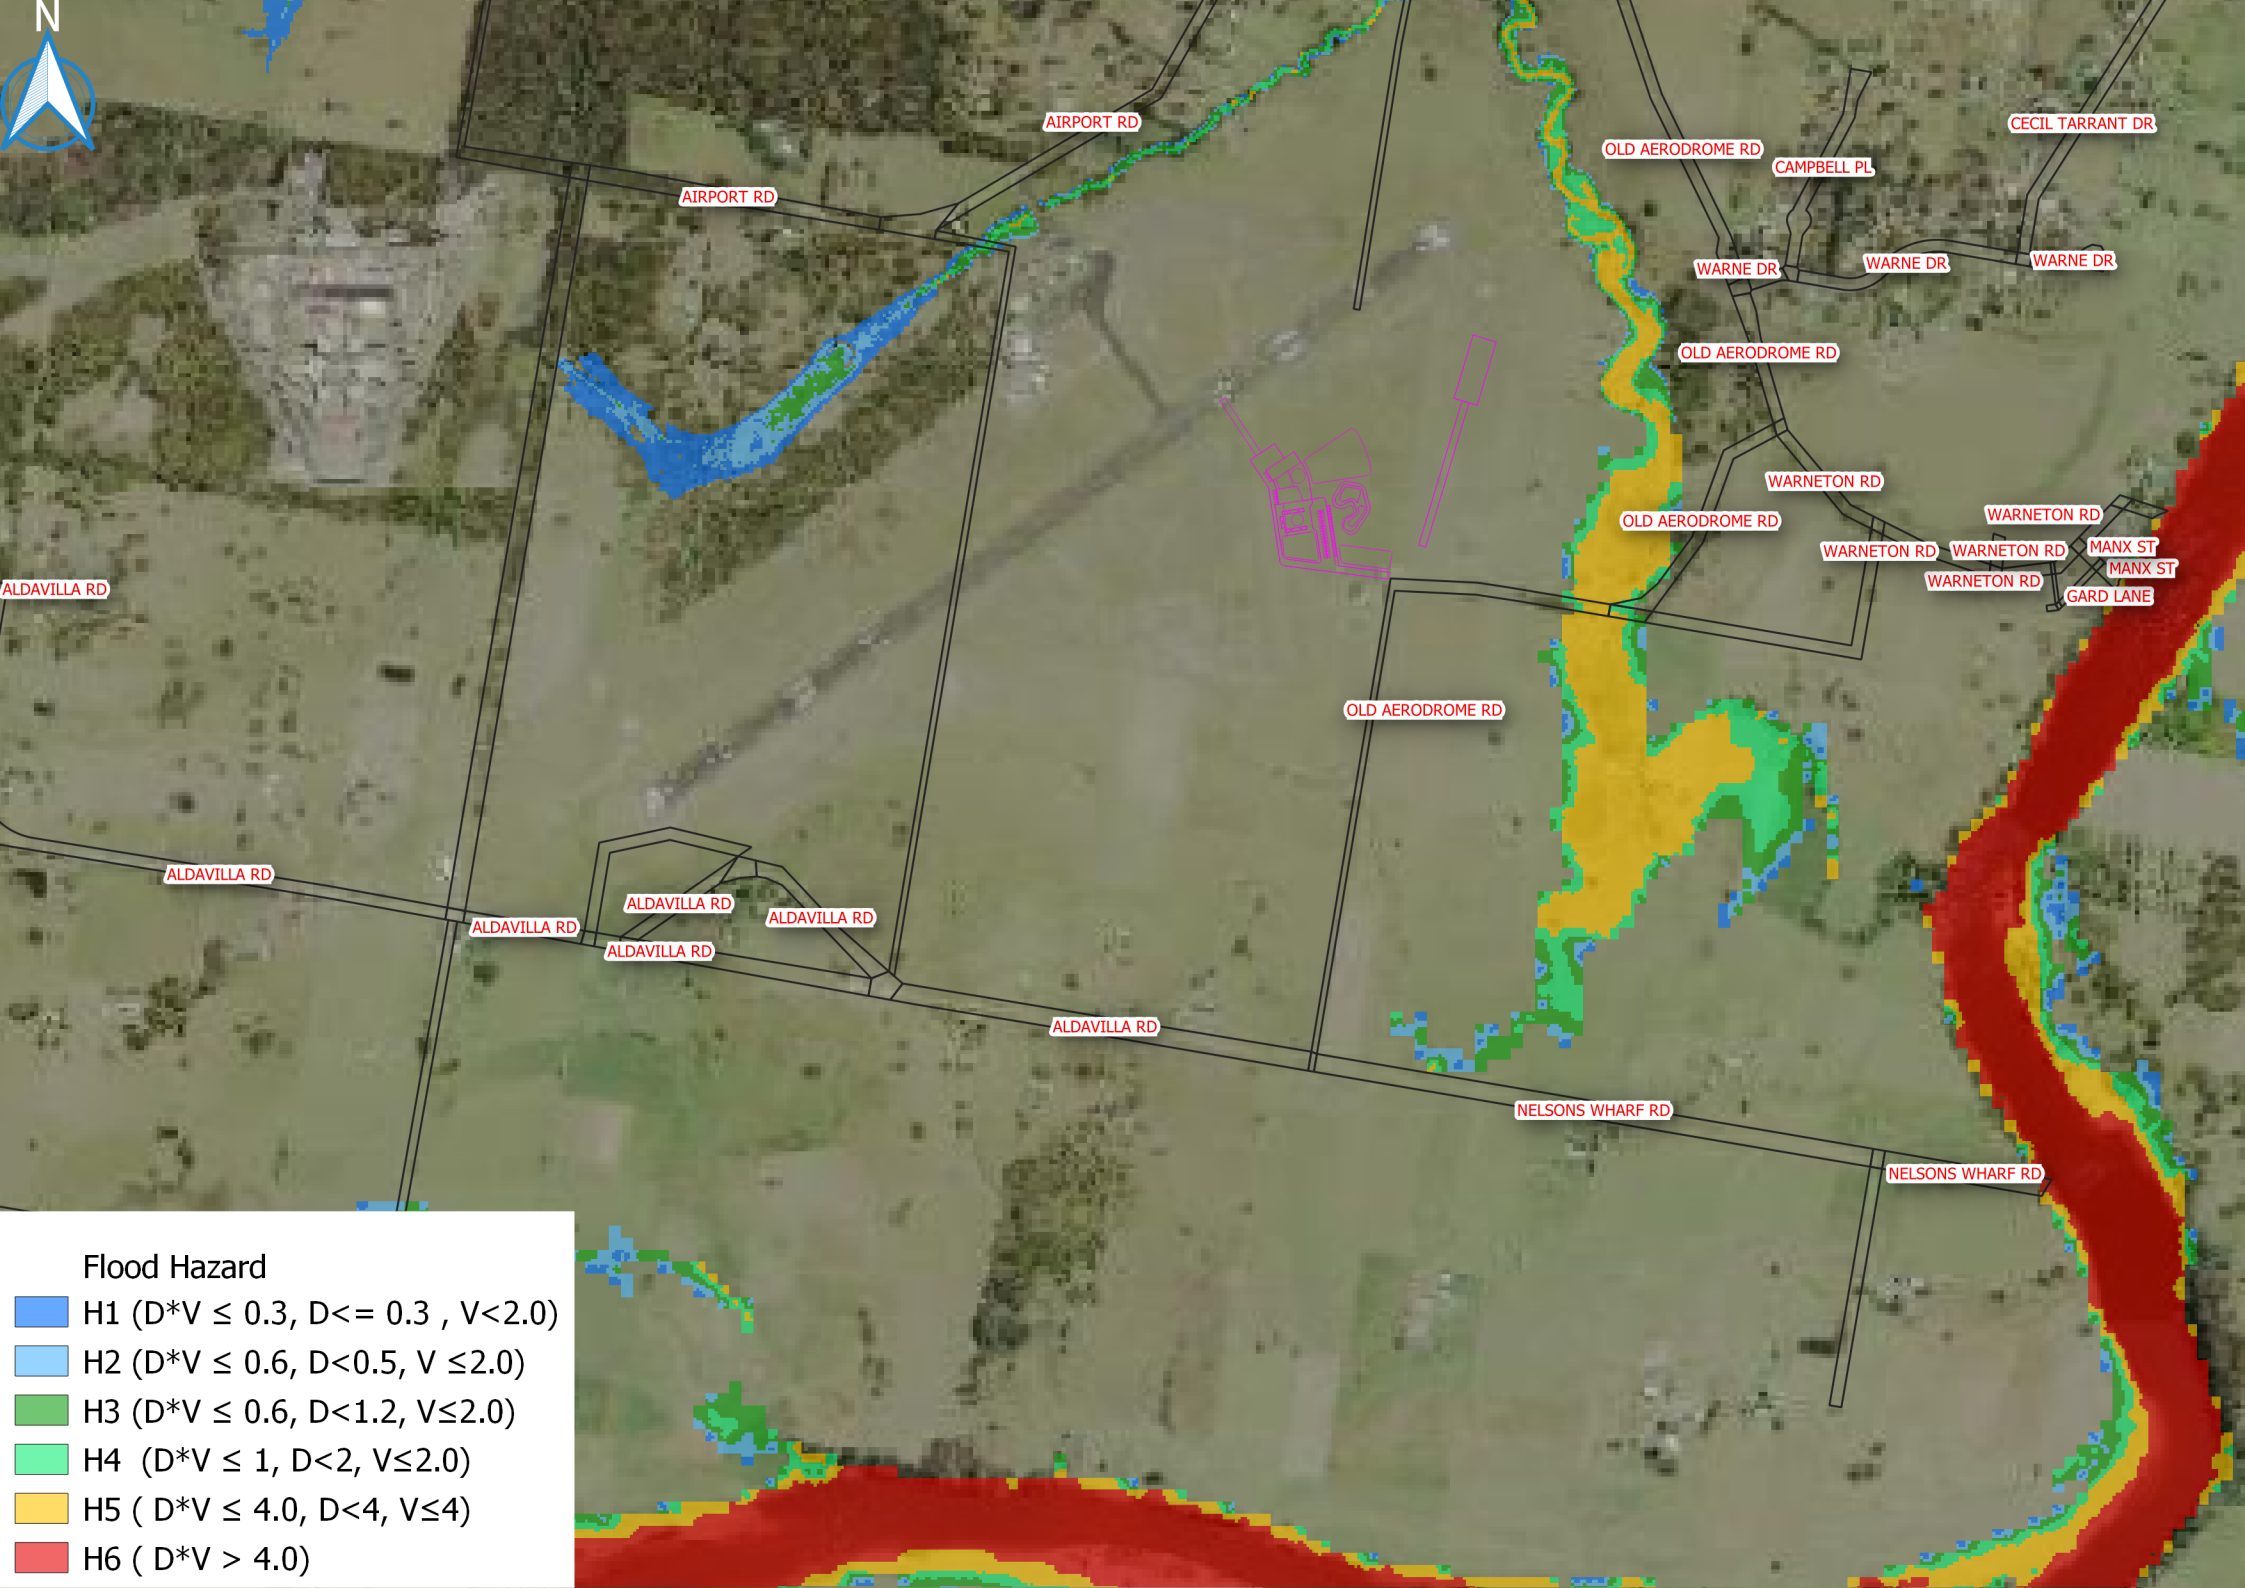 N
AIRPORT RD
CECIL TARRANT DR
OLD AERODROME RD
CAMPBELL PL
AIRPORT RD
WARNE DR
WARNE DR
WARNE DR
OLD AERODROME RD
WARNETON RD
WARNETON RD
OLD AERODROME RD
WARNETON RD
WARNETON RD
MANX ST
MANX ST
WARNETON RD
GARD LANE
ALDAVILLA RD
OLD AERODROME RD
ALDAVILLA RD
ALDAVILLA RD
ALDAVILLA RD
ALDAVILLA RD
ALDAVILLA RD
ALDAVILLA RD
NELSONS WHARF RD
NELSONS WHARF RD
Flood Hazard
H1 (D*V ≤ 0.3, D<= 0.3 , V<2.0)
H2 (D*V ≤ 0.6, D<0.5, V ≤2.0)
H3 (D*V ≤ 0.6, D<1.2, V≤2.0)
H4  (D*V ≤ 1, D<2, V≤2.0)
H5 ( D*V ≤ 4.0, D<4, V≤4)
H6 ( D*V > 4.0)